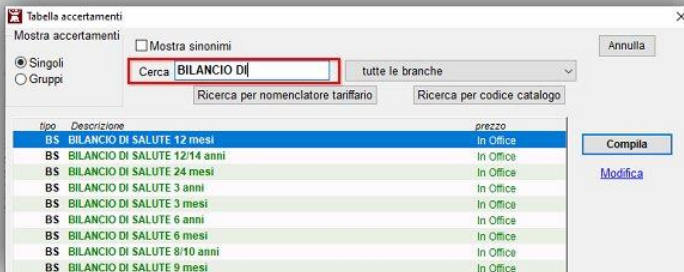 Tabella accertamenti
Mostra accertamenti
Singoli
Gruppi
Mostra sinonimi
Cerca BILANCIO DI
tutte le branche
Annulla
Ricerca per nomenclatore tariffario
Ricerca per codice catalogo
tipo Descrizione prezzo
BS BILANCIO DI SALUTE 12 mesi In Office
BS BILANCIO DI SALUTE 12/14 anni In Office
BS BILANCIO DI SALUTE 24 mesi In Office
BS BILANCIO DI SALUTE 3 anni In Office
BS BILANCIO DI SALUTE 3 mesi In Office
BS BILANCIO DI SALUTE 6 anni In Office
BS BILANCIO DI SALUTE 6 mesi In Office
BS BILANCIO DI SALUTE 8/10 anni In Office
BS BILANCIO DI SALUTE 9 mesi In Office
Compila
Modifica